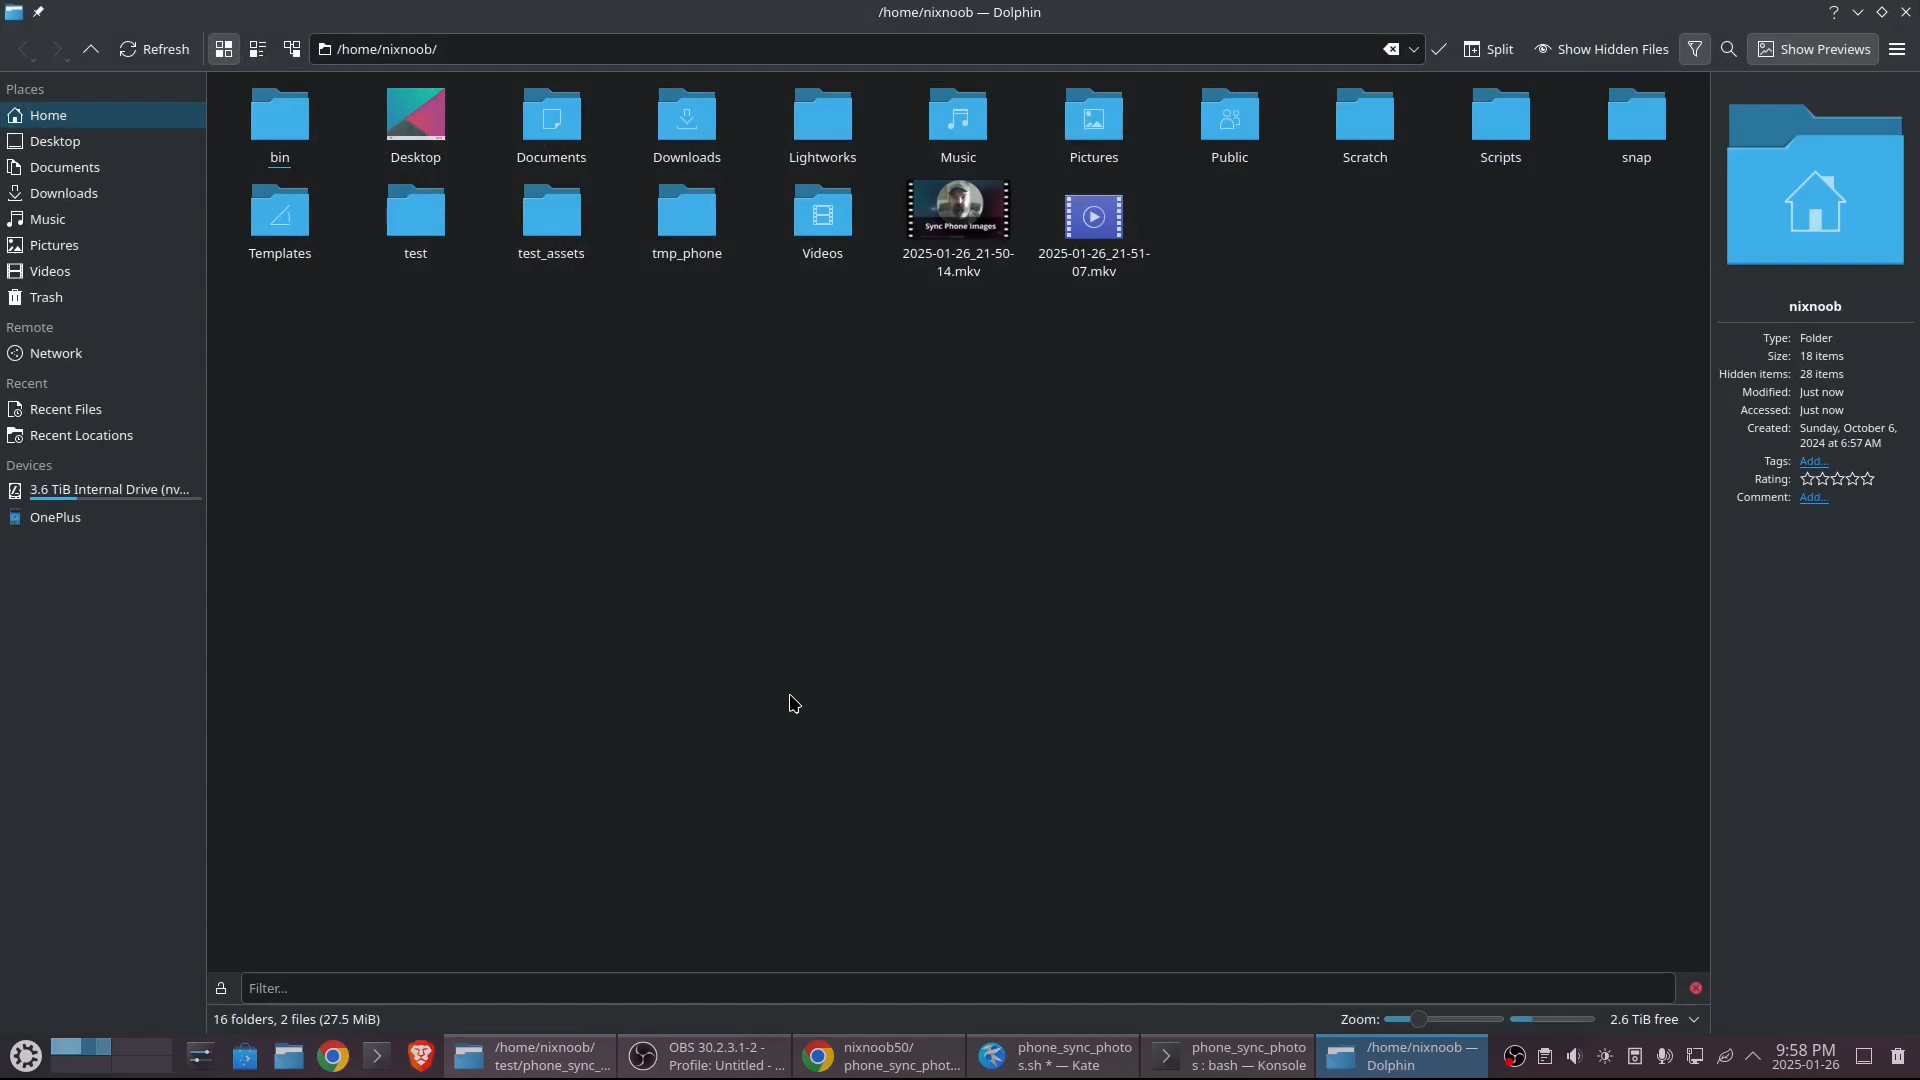 /home/nixnoob — Dolphin
Refresh
/home/nixnoob/
Split
Show Hidden Files
Show Previews
Places
Home
Desktop
Documents
Downloads
Music
Pictures
Videos
Trash
Remote
Network
Recent
Recent Files
Recent Locations
Devices
3.6 TiB Internal Drive (nv...
OnePlus
bin
Desktop
Documents
Downloads
Lightworks
Music
Pictures
Public
Scratch
Scripts
snap
Templates
test
test_assets
tmp_phone
Videos
Sync Phone Images
2025-01-26_21-50-
14.mkv
2025-01-26_21-51-
07.mkv
nixnoob
Type: Folder
Size: 18 items
Hidden items: 28 items
Modified: Just now
Accessed: Just now
Created: Sunday, October 6,
2024 at 6:57 AM
Tags: Add...
Rating:
Comment: Add...
Filter...
16 folders, 2 files (27.5 MiB)
Zoom:
2.6 TiB free
/home/nixnoob/
test/phone_sync_...
OBS 30.2.3.1-2 -
Profile: Untitled - ...
nixnoob50/
phone_sync_phot...
phone_sync_photo
s.sh * — Kate
phone_sync_photo
s : bash — Konsole
/home/nixnoob —
Dolphin
9:58 PM
2025-01-26